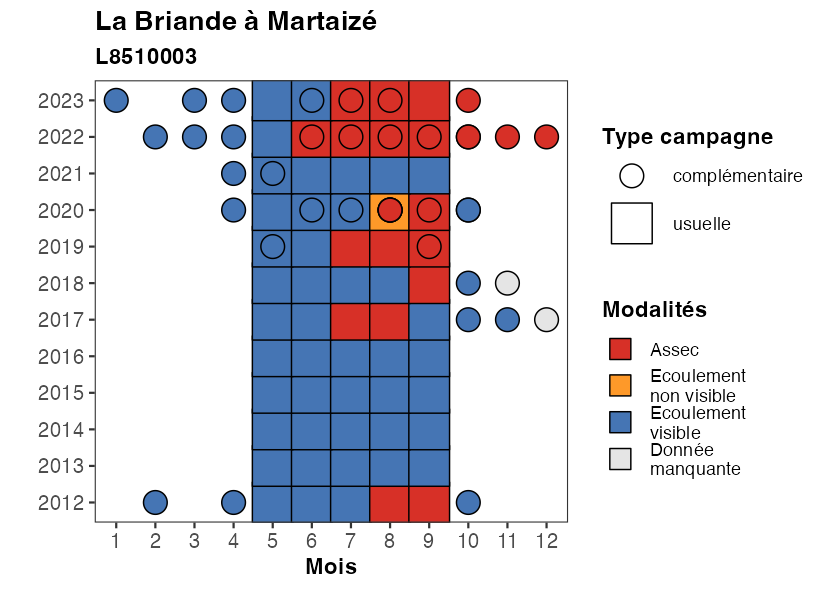 La Briande à Martaizé
L8510003
2023
2022
2021
2020
2019
2018
2017
2016
2015
2014
2013
2012
1 2 3 4 5 6 7 8 9 10 11 12
Mois
Type campagne
complémentaire
usuelle
Modalités
Assec
Ecoulement
non visible
Ecoulement
visible
Donnée
manquante